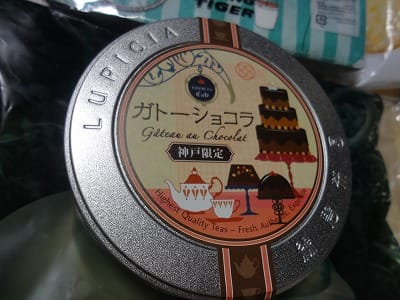 TIGER
LUPICIA
ガトーショコラ
Gâteau au Chocolat
神戸限定
Highest Quality Teas – Fresh, Au